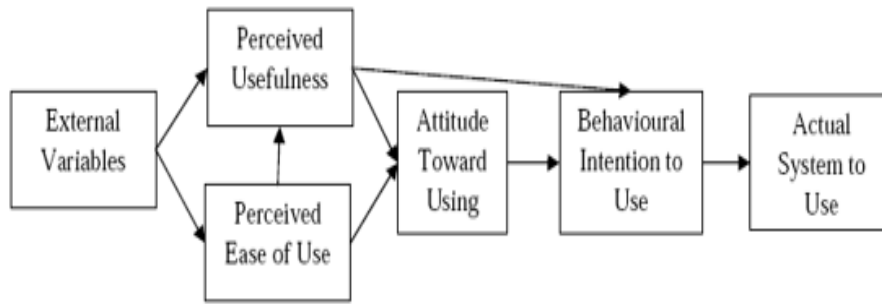 External
Variables
Perceived
Usefulness
Perceived
Ease of Use
Attitude
Toward
Using
Behavioural
Intention to
Use
Actual
System to
Use